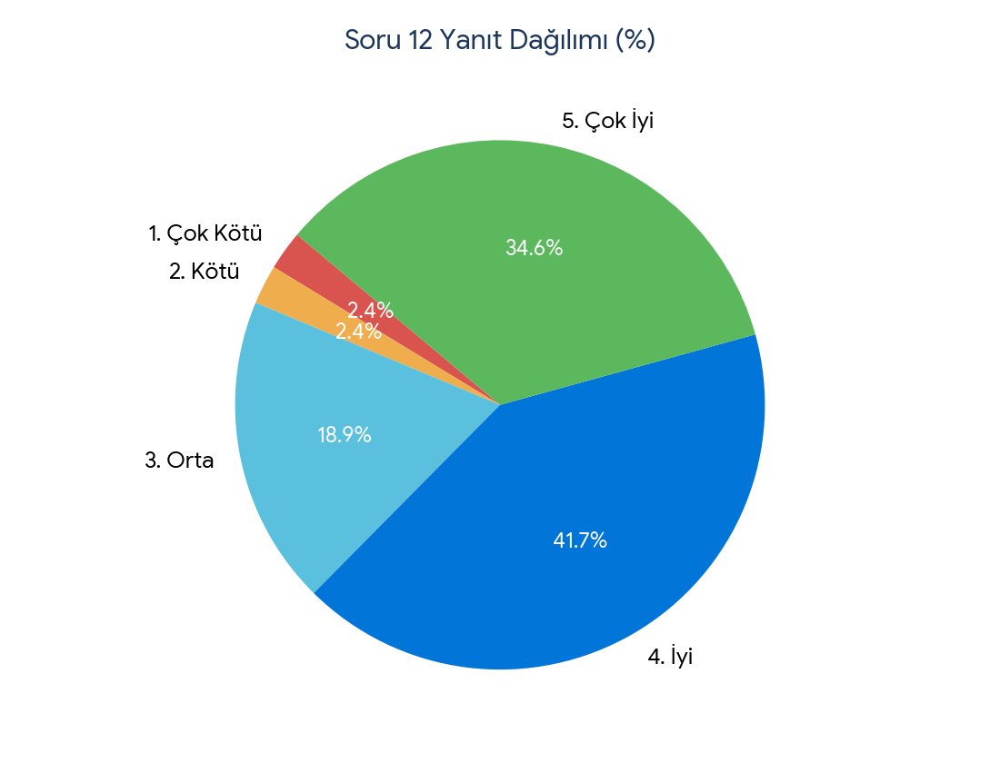 Soru 12 Yanıt Dağılımı (%)
5. Çok İyi
34.6%
1. Çok Kötü
2.4%
2. Kötü
2.4%
3. Orta
18.9%
4. İyi
41.7%